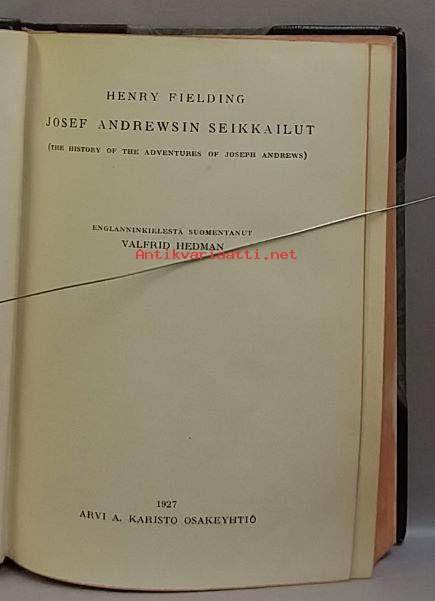 HENRY FIELDING
JOSEF ANDREWSIN SEIKKAILUT
(THE HISTORY OF THE ADVENTURES OF JOSEPH ANDREWS)
ENGLANNINKIELESTÄ SUOMENTANUT
VALFRID HEDMAN
Antikvariaatti.net
1927
ARVI A. KARISTO OSAKEYHTIÖ